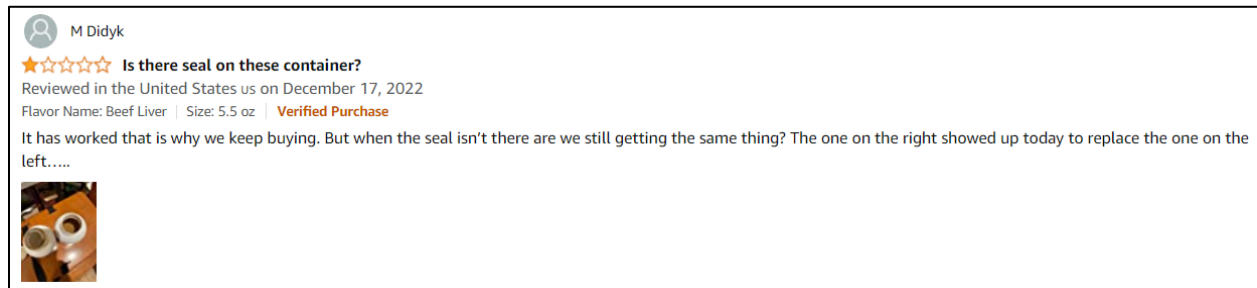 M Didyk
Is there seal on these container?
Reviewed in the United States us on December 17, 2022
Flavor Name: Beef Liver | Size: 5.5 oz | Verified Purchase
It has worked that is why we keep buying. But when the seal isn't there are we still getting the same thing? The one on the right showed up today to replace the one on the
left…..